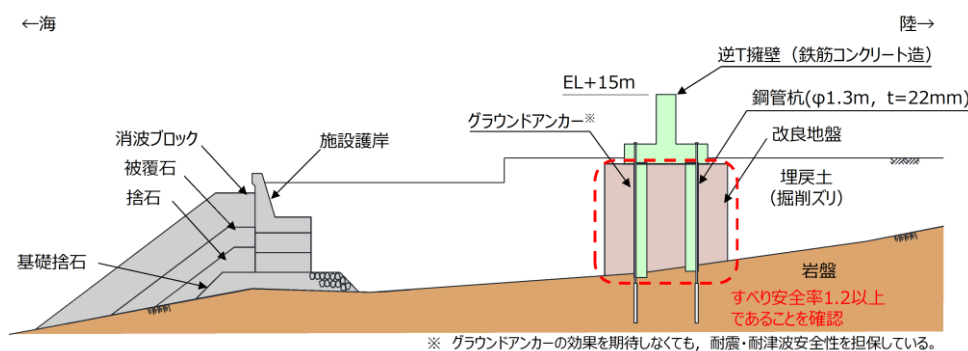 ←海
陸→
逆T擁壁（鉄筋コンクリート造）
EL+15m
鋼管杭(φ1.3m，t=22mm)
グラウンドアンカー※
改良地盤
消波ブロック
施設護岸
被覆石
埋戻土
（掘削ズリ）
捨石
基礎捨石
岩盤
すべり安全率1.2以上
であることを確認
※ グラウンドアンカーの効果を期待しなくても，耐震・耐津波安全性を担保している。